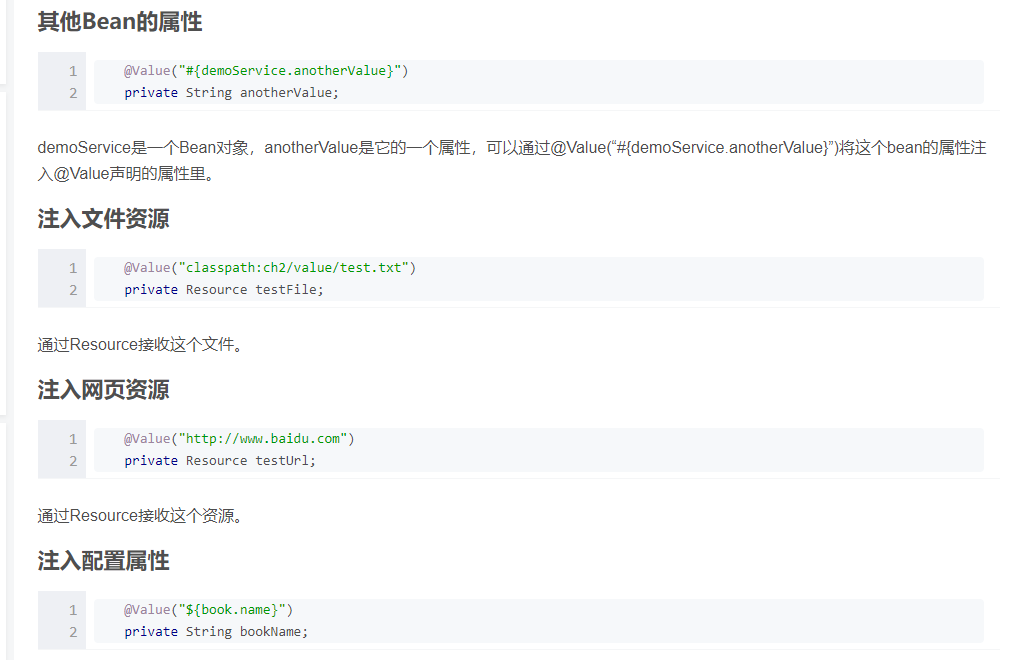 其他Bean的属性
1 @Value("#{demoService.anotherValue}")
2 private String anotherValue;
demoService是一个Bean对象，anotherValue是它的一个属性，可以通过@Value(“#{demoService.anotherValue}”)将这个bean的属性注
入@Value声明的属性里。
注入文件资源
1 @Value("classpath:ch2/value/test.txt")
2 private Resource testFile;
通过Resource接收这个文件。
注入网页资源
1 @Value("http://www.baidu.com")
2 private Resource testUrl;
通过Resource接收这个资源。
注入配置属性
1 @Value("${book.name}")
2 private String bookName;